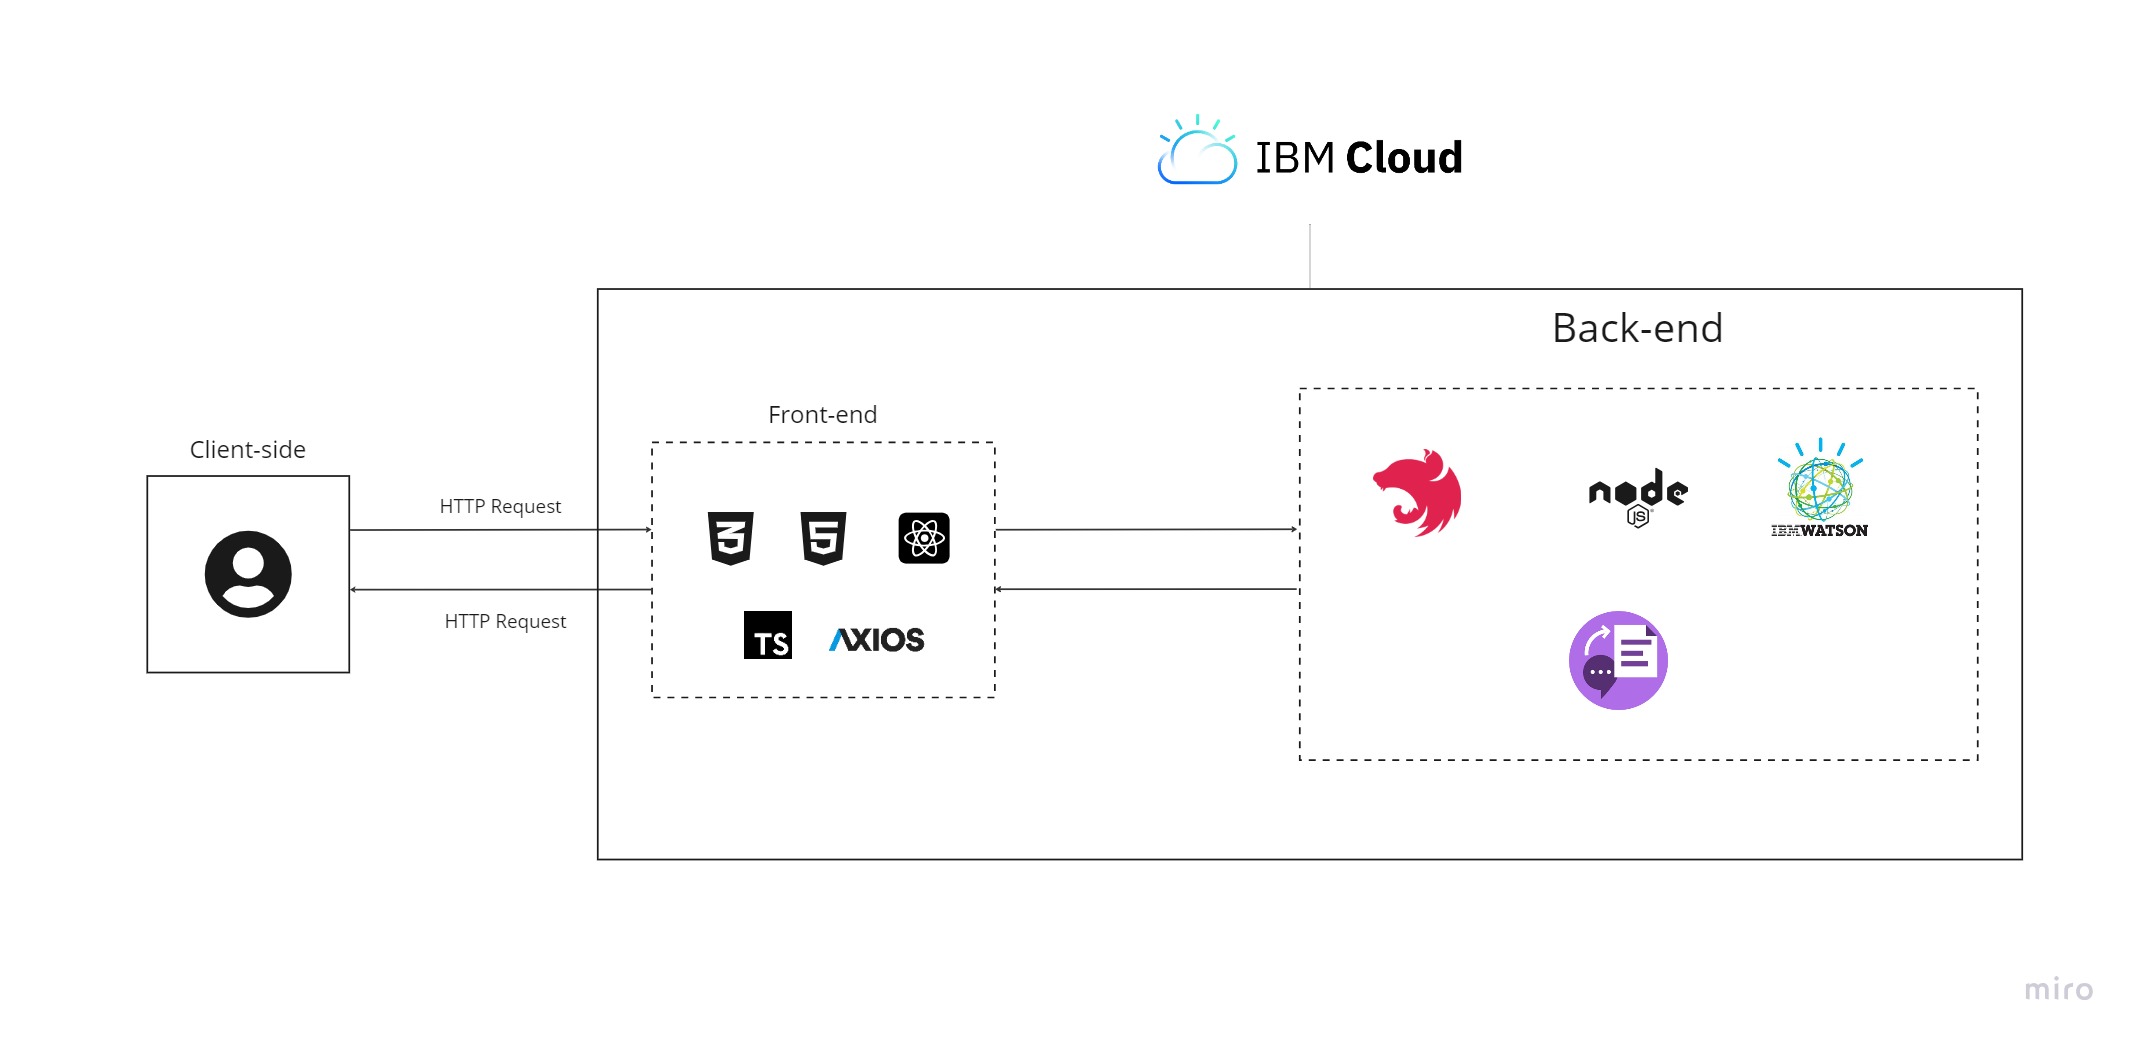 IBM Cloud
Back-end
Front-end
Client-side
HTTP Request
HTTP Request
3
5
TS
AXIOS
node
JS
IBM WATSON
miro